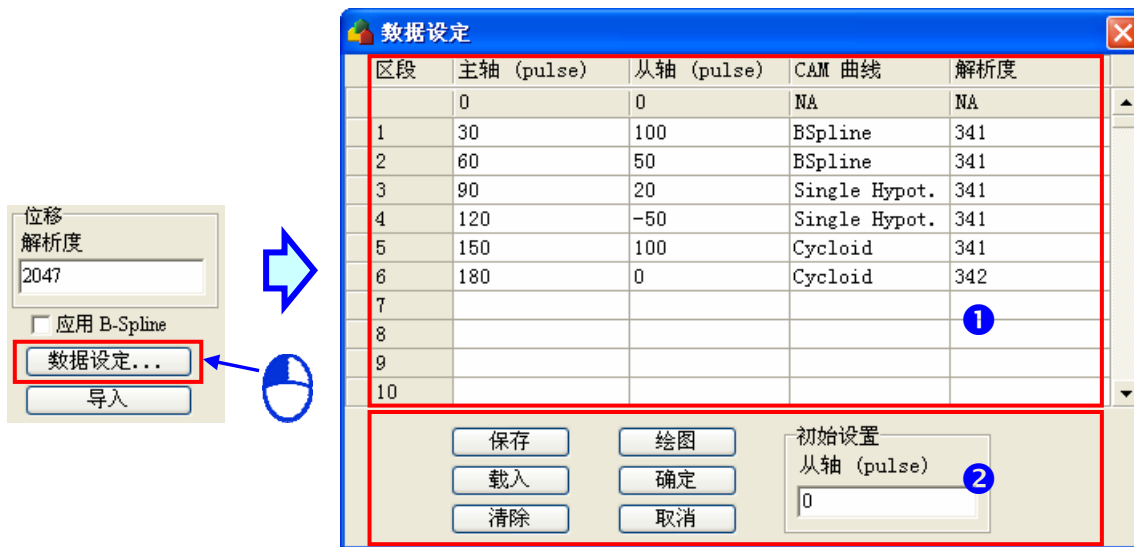 位移
解析度
2047
应用 B-Spline
数据设定...
导入
数据设定
区段 主轴 (pulse) 从轴 (pulse) CAM 曲线 解析度
0 0 NA NA
1 30 100 BSpline 341
2 60 50 BSpline 341
3 90 20 Single Hypot. 341
4 120 -50 Single Hypot. 341
5 150 100 Cycloid 341
6 180 0 Cycloid 342
7
8
9
10
❶
保存 绘图 初始设置
载入 确定 从轴 (pulse)
清除 取消 0
❷